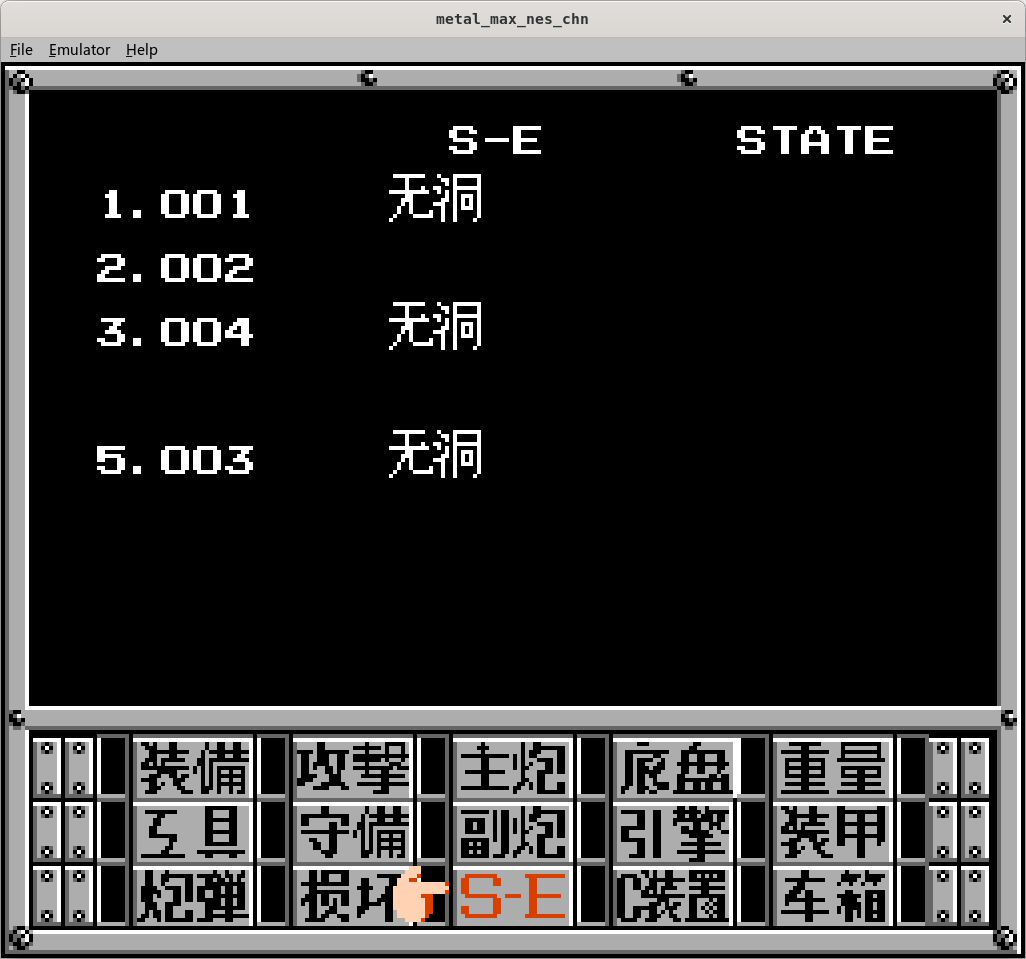 metal_max_nes_chn
File Emulator Help
S-E STATE
1.001 无洞
2.002
3.004 无洞
5.003 无洞
装備 攻撃 主炮 底盘 重量
工具 守備 副炮 引擎 装甲
炮弹 损坏 S-E C装置 车箱